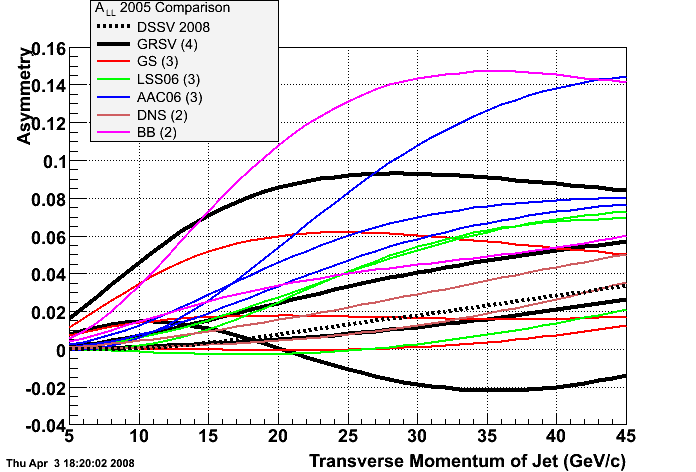 A LL 2005 Comparison
DSSV 2008
GRSV (4)
GS (3)
LSS06 (3)
AAC06 (3)
DNS (2)
BB (2)
Asymmetry
0.16
0.14
0.12
0.1
0.08
0.06
0.04
0.02
0
-0.02
-0.04
5 10 15 20 25 30 35 40 45
Transverse Momentum of Jet (GeV/c)
Thu Apr 3 18:20:02 2008